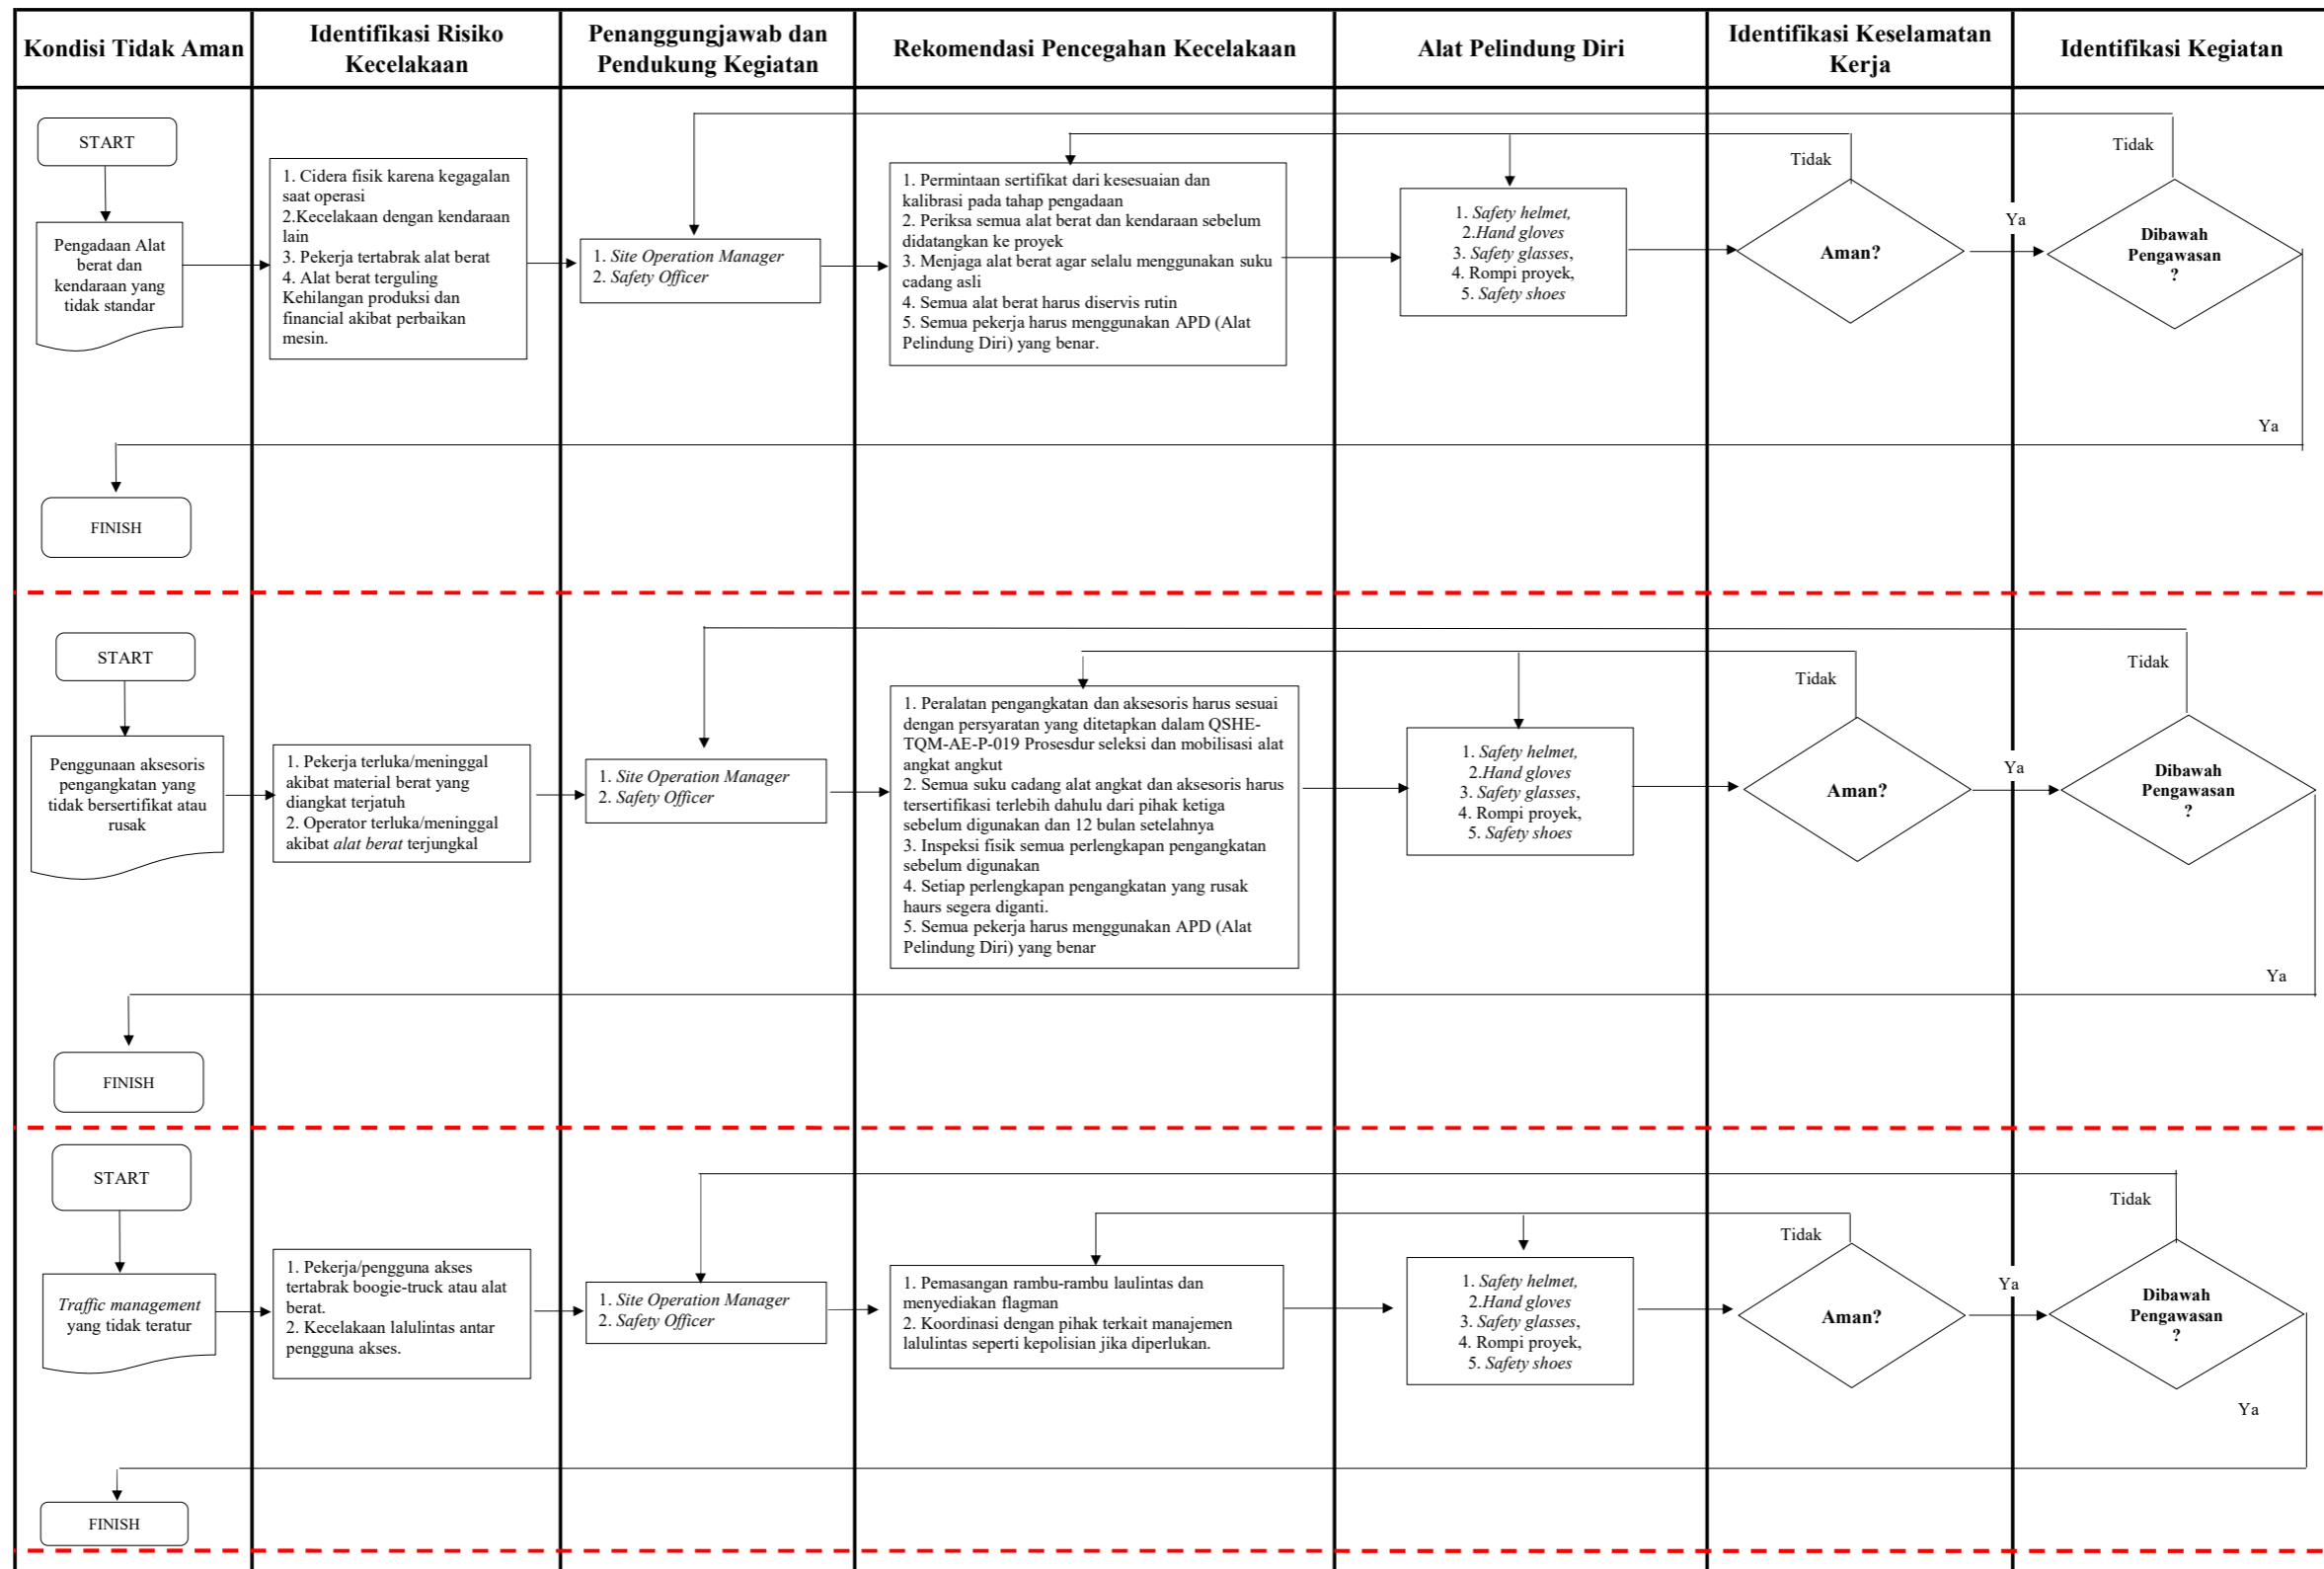 Kondisi Tidak Aman
Identifikasi Risiko
Kecelakaan
Penanggungjawab dan
Pendukung Kegiatan
Rekomendasi Pencegahan Kecelakaan
Alat Pelindung Diri
Identifikasi Keselamatan
Kerja
Identifikasi Kegiatan
START
Pengadaan Alat
berat dan
kendaraan yang
tidak standar
1. Cidera fisik karena kegagalan
saat operasi
2.Kecelakaan dengan kendaraan
lain
3. Pekerja tertabrak alat berat
4. Alat berat terguling
Kehilangan produksi dan
financial akibat perbaikan
mesin.
1. Site Operation Manager
2. Safety Officer
1. Permintaan sertifikat dari kesesuaian dan
kalibrasi pada tahap pengadaan
2. Periksa semua alat berat dan kendaraan sebelum
didatangkan ke proyek
3. Menjaga alat berat agar selalu menggunakan suku
cadang asli
4. Semua alat berat harus diservis rutin
5. Semua pekerja harus menggunakan APD (Alat
Pelindung Diri) yang benar.
1. Safety helmet,
2.Hand gloves
3. Safety glasses,
4. Rompi proyek,
5. Safety shoes
Tidak
Aman?
Ya
Tidak
Dibawah
Pengawasan
?
Ya
FINISH
START
Penggunaan aksesoris
pengangkatan yang
tidak bersertifikat atau
rusak
1. Pekerja terluka/meninggal
akibat material berat yang
diangkat terjatuh
2. Operator terluka/meninggal
akibat alat berat terjungkal
1. Site Operation Manager
2. Safety Officer
1. Peralatan pengangkatan dan aksesoris harus sesuai
dengan persyaratan yang ditetapkan dalam QSHE-
TQM-AE-P-019 Prosesdur seleksi dan mobilisasi alat
angkat angkut
2. Semua suku cadang alat angkat dan aksesoris harus
tersertifikasi terlebih dahulu dari pihak ketiga
sebelum digunakan dan 12 bulan setelahnya
3. Inspeksi fisik semua perlengkapan pengangkatan
sebelum digunakan
4. Setiap perlengkapan pengangkatan yang rusak
haurs segera diganti.
5. Semua pekerja harus menggunakan APD (Alat
Pelindung Diri) yang benar
1. Safety helmet,
2.Hand gloves
3. Safety glasses,
4. Rompi proyek,
5. Safety shoes
Tidak
Aman?
Ya
Tidak
Dibawah
Pengawasan
?
Ya
FINISH
START
Traffic management
yang tidak teratur
1. Pekerja/pengguna akses
tertabrak boogie-truck atau alat
berat.
2. Kecelakaan lalulintas antar
pengguna akses.
1. Site Operation Manager
2. Safety Officer
1. Pemasangan rambu-rambu laulintas dan
menyediakan flagman
2. Koordinasi dengan pihak terkait manajemen
lalulintas seperti kepolisian jika diperlukan.
1. Safety helmet,
2.Hand gloves
3. Safety glasses,
4. Rompi proyek,
5. Safety shoes
Tidak
Aman?
Ya
Tidak
Dibawah
Pengawasan
?
Ya
FINISH